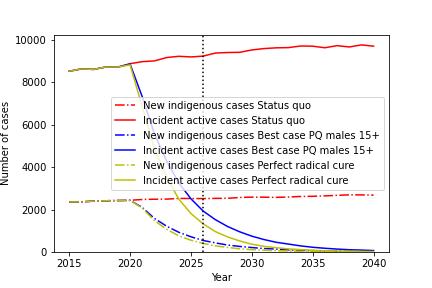 10000
8000
6000
4000
2000
0
Number of cases
New indigenous cases Status quo
Incident active cases Status quo
New indigenous cases Best case PQ males 15+
Incident active cases Best case PQ males 15+
New indigenous cases Perfect radical cure
Incident active cases Perfect radical cure
2015 2020 2026 2030 2035 2040
Year